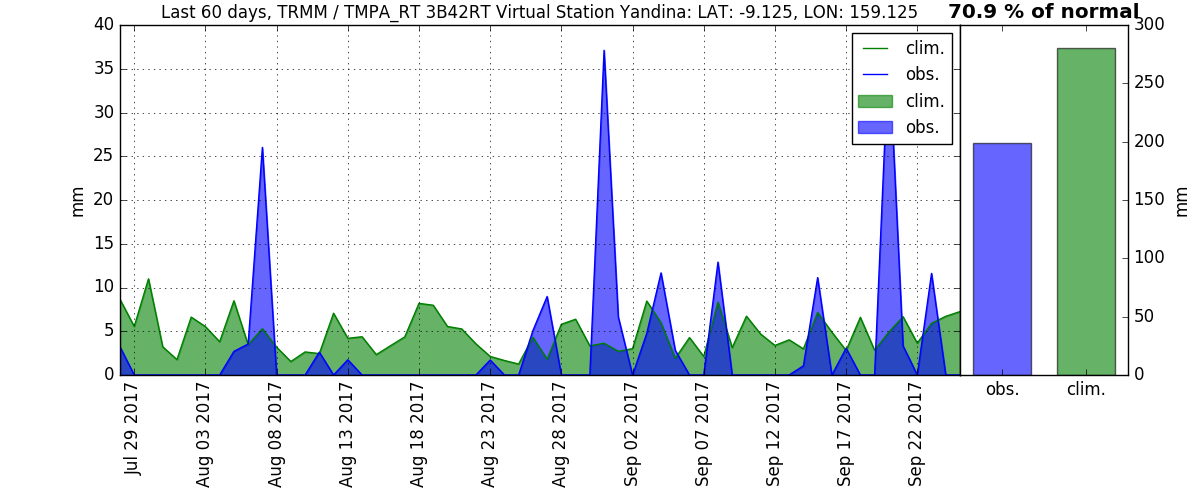 Last 60 days, TRMM / TMPA_RT 3B42RT Virtual Station Yandina: LAT: -9.125, LON: 159.125
70.9 % of normal
mm
40
35
30
25
20
15
10
5
0
clim.
obs.
clim.
obs.
300
250
200
150
100
50
0
mm
Jul 29 2017
Aug 03 2017
Aug 08 2017
Aug 13 2017
Aug 18 2017
Aug 23 2017
Aug 28 2017
Sep 02 2017
Sep 07 2017
Sep 12 2017
Sep 17 2017
Sep 22 2017
obs.
clim.